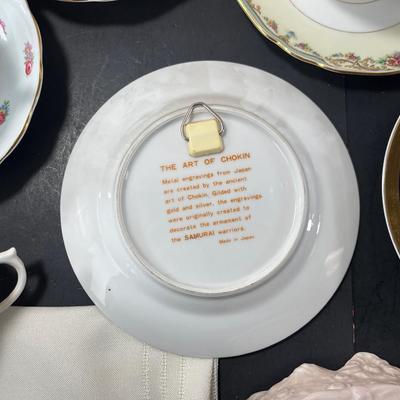 THE ART OF CHOKIN
Metal engravings from Japan
are created by the ancient
art of Chokin. Gilded with
gold and silver, the engravings
were originally created to
decorate the armament of
the SAMURAI warriors.
Made in Japan